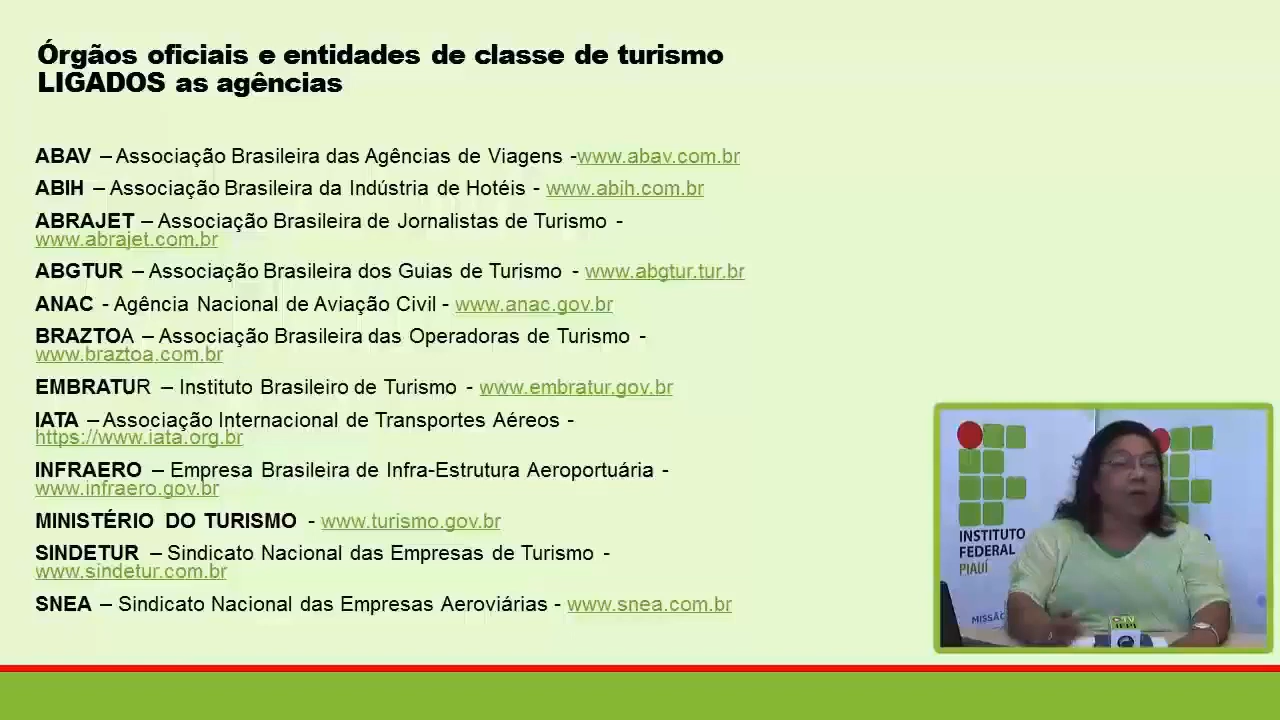 Órgãos oficiais e entidades de classe de turismo
LIGADOS as agências
ABAV – Associação Brasileira das Agências de Viagens -www.abav.com.br
ABIH – Associação Brasileira da Indústria de Hotéis - www.abih.com.br
ABRAJET – Associação Brasileira de Jornalistas de Turismo -
www.abrajet.com.br
ABGTUR – Associação Brasileira dos Guias de Turismo - www.abgtur.tur.br
ANAC - Agência Nacional de Aviação Civil - www.anac.gov.br
BRAZTOA – Associação Brasileira das Operadoras de Turismo -
www.braztoa.com.br
EMBRATUR – Instituto Brasileiro de Turismo - www.embratur.gov.br
IATA – Associação Internacional de Transportes Aéreos -
https://www.iata.org.br
INFRAERO – Empresa Brasileira de Infra-Estrutura Aeroportuária -
www.infraero.gov.br
MINISTÉRIO DO TURISMO - www.turismo.gov.br
SINDETUR – Sindicato Nacional das Empresas de Turismo -
www.sindetur.com.br
SNEA – Sindicato Nacional das Empresas Aeroviárias - www.snea.com.br
INSTITUTO
FEDERAL
PIAUÍ